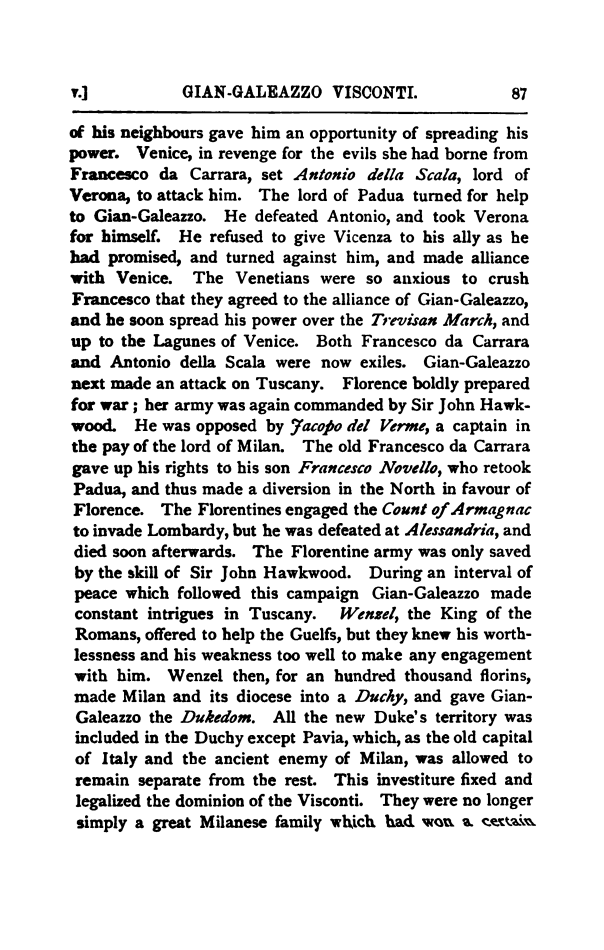 v.] GIAN-GALEAZZO VISCONTI. 87
of his neighbours gave him an opportunity of spreading his
power. Venice, in revenge for the evils she had borne from
Francesco da Carrara, set Antonio della Scala, lord of
Verona, to attack him. The lord of Padua turned for help
to Gian-Galeazzo. He defeated Antonio, and took Verona
for himself. He refused to give Vicenza to his ally as he
had promised, and turned against him, and made alliance
with Venice. The Venetians were so anxious to crush
Francesco that they agreed to the alliance of Gian-Galeazzo,
and he soon spread his power over the Trevisan March, and
up to the Lagunes of Venice. Both Francesco da Carrara
and Antonio della Scala were now exiles. Gian-Galeazzo
next made an attack on Tuscany. Florence boldly prepared
for war; her army was again commanded by Sir John Hawk-
wood. He was opposed by Jacopo del Verme, a captain in
the pay of the lord of Milan. The old Francesco da Carrara
gave up his rights to his son Francesco Novello, who retook
Padua, and thus made a diversion in the North in favour of
Florence. The Florentines engaged the Count of Armagnac
to invade Lombardy, but he was defeated at Alessandria, and
died soon afterwards. The Florentine army was only saved
by the skill of Sir John Hawkwood. During an interval of
peace which followed this campaign Gian-Galeazzo made
constant intrigues in Tuscany. Wenzel, the King of the
Romans, offered to help the Guelfs, but they knew his worth-
lessness and his weakness too well to make any engagement
with him. Wenzel then, for an hundred thousand florins,
made Milan and its diocese into a Duchy, and gave Gian-
Galeazzo the Dukedom. All the new Duke's territory was
included in the Duchy except Pavia, which, as the old capital
of Italy and the ancient enemy of Milan, was allowed to
remain separate from the rest. This investiture fixed and
legalized the dominion of the Visconti. They were no longer
simply a great Milanese family which had won a certain